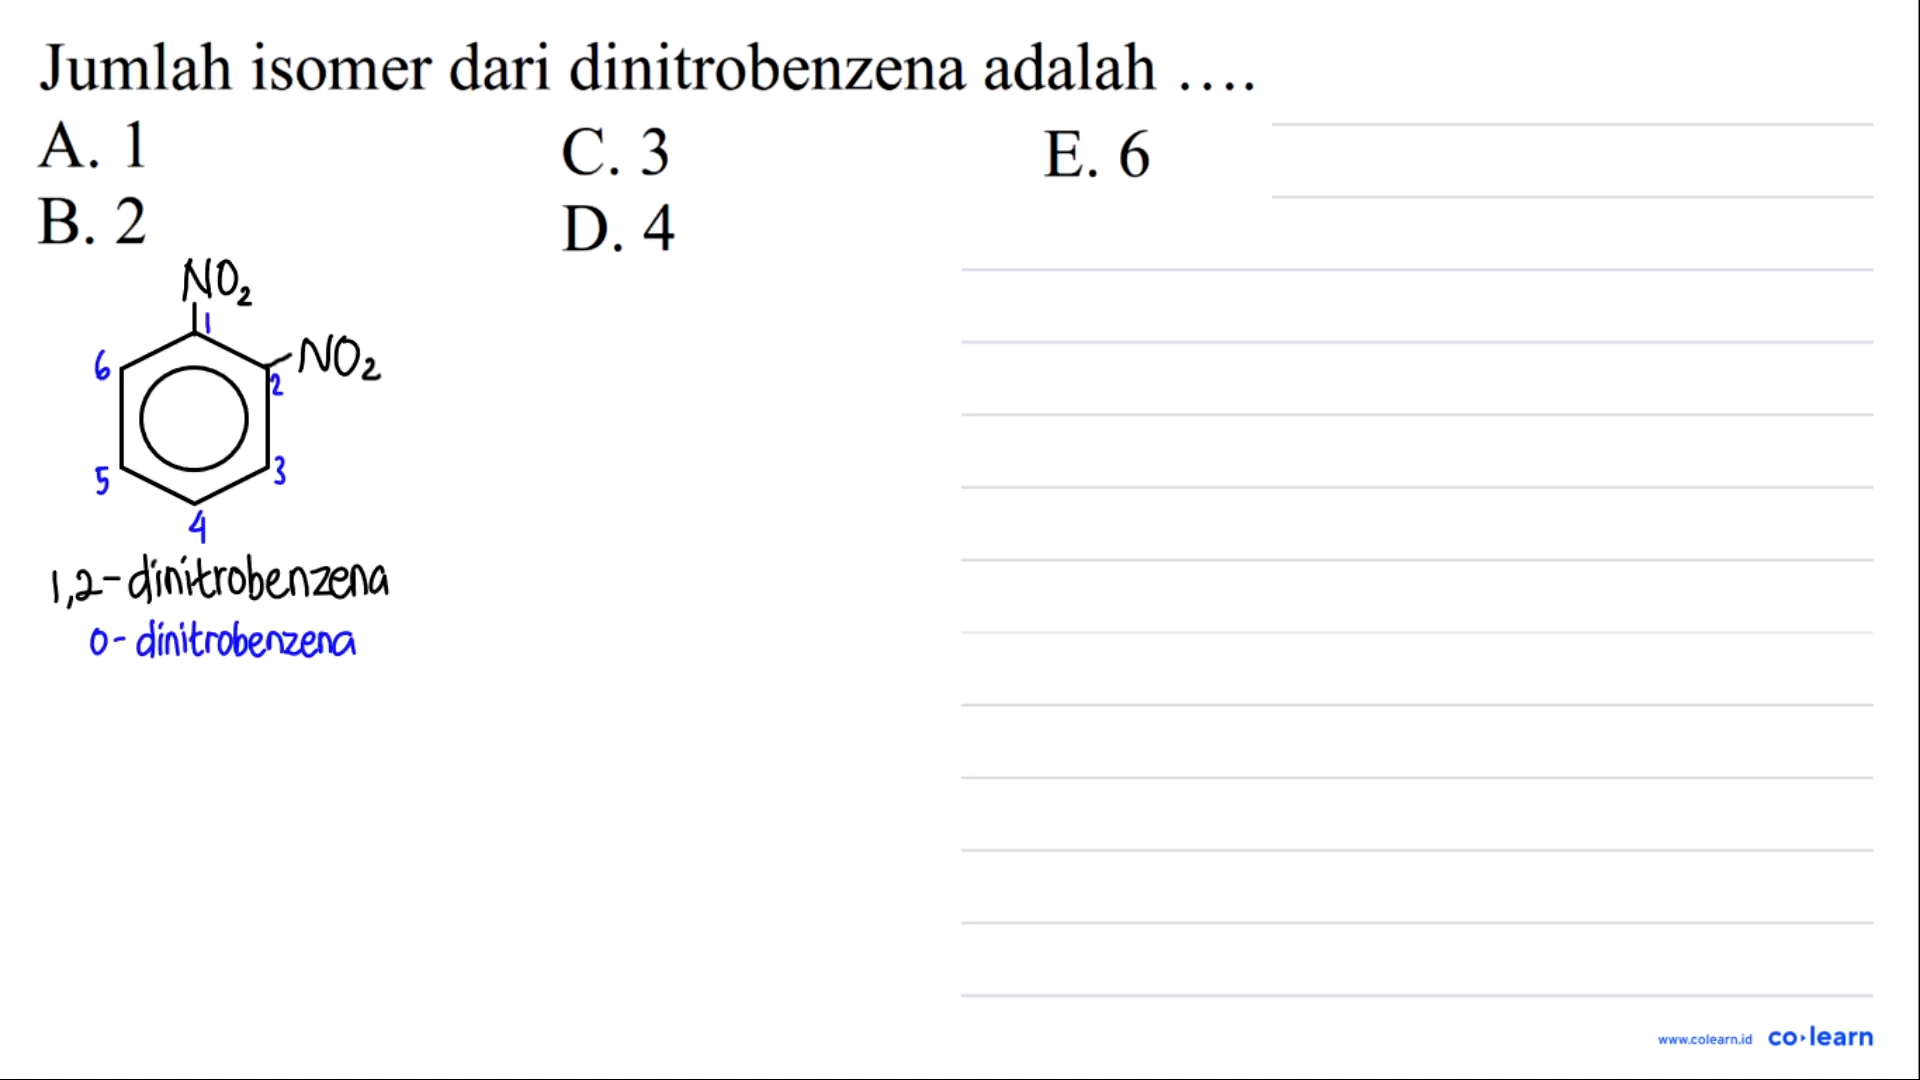 Jumlah isomer dari dinitrobenzena adalah ....
A. 1
C. 3
E. 6
B. 2
D. 4
NO₂
1
NO₂
6
2
5
3
4
1,2-dinitrobenzena
o-dinitrobenzena
www.colearn.id co·learn